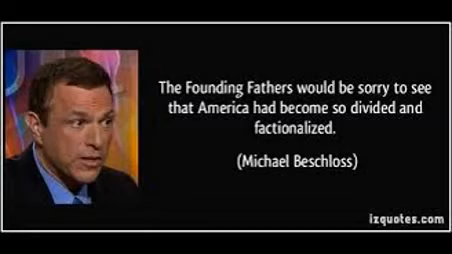 The Founding Fathers would be sorry to see
that America had become so divided and
factionalized.
(Michael Beschloss)
izquotes.com